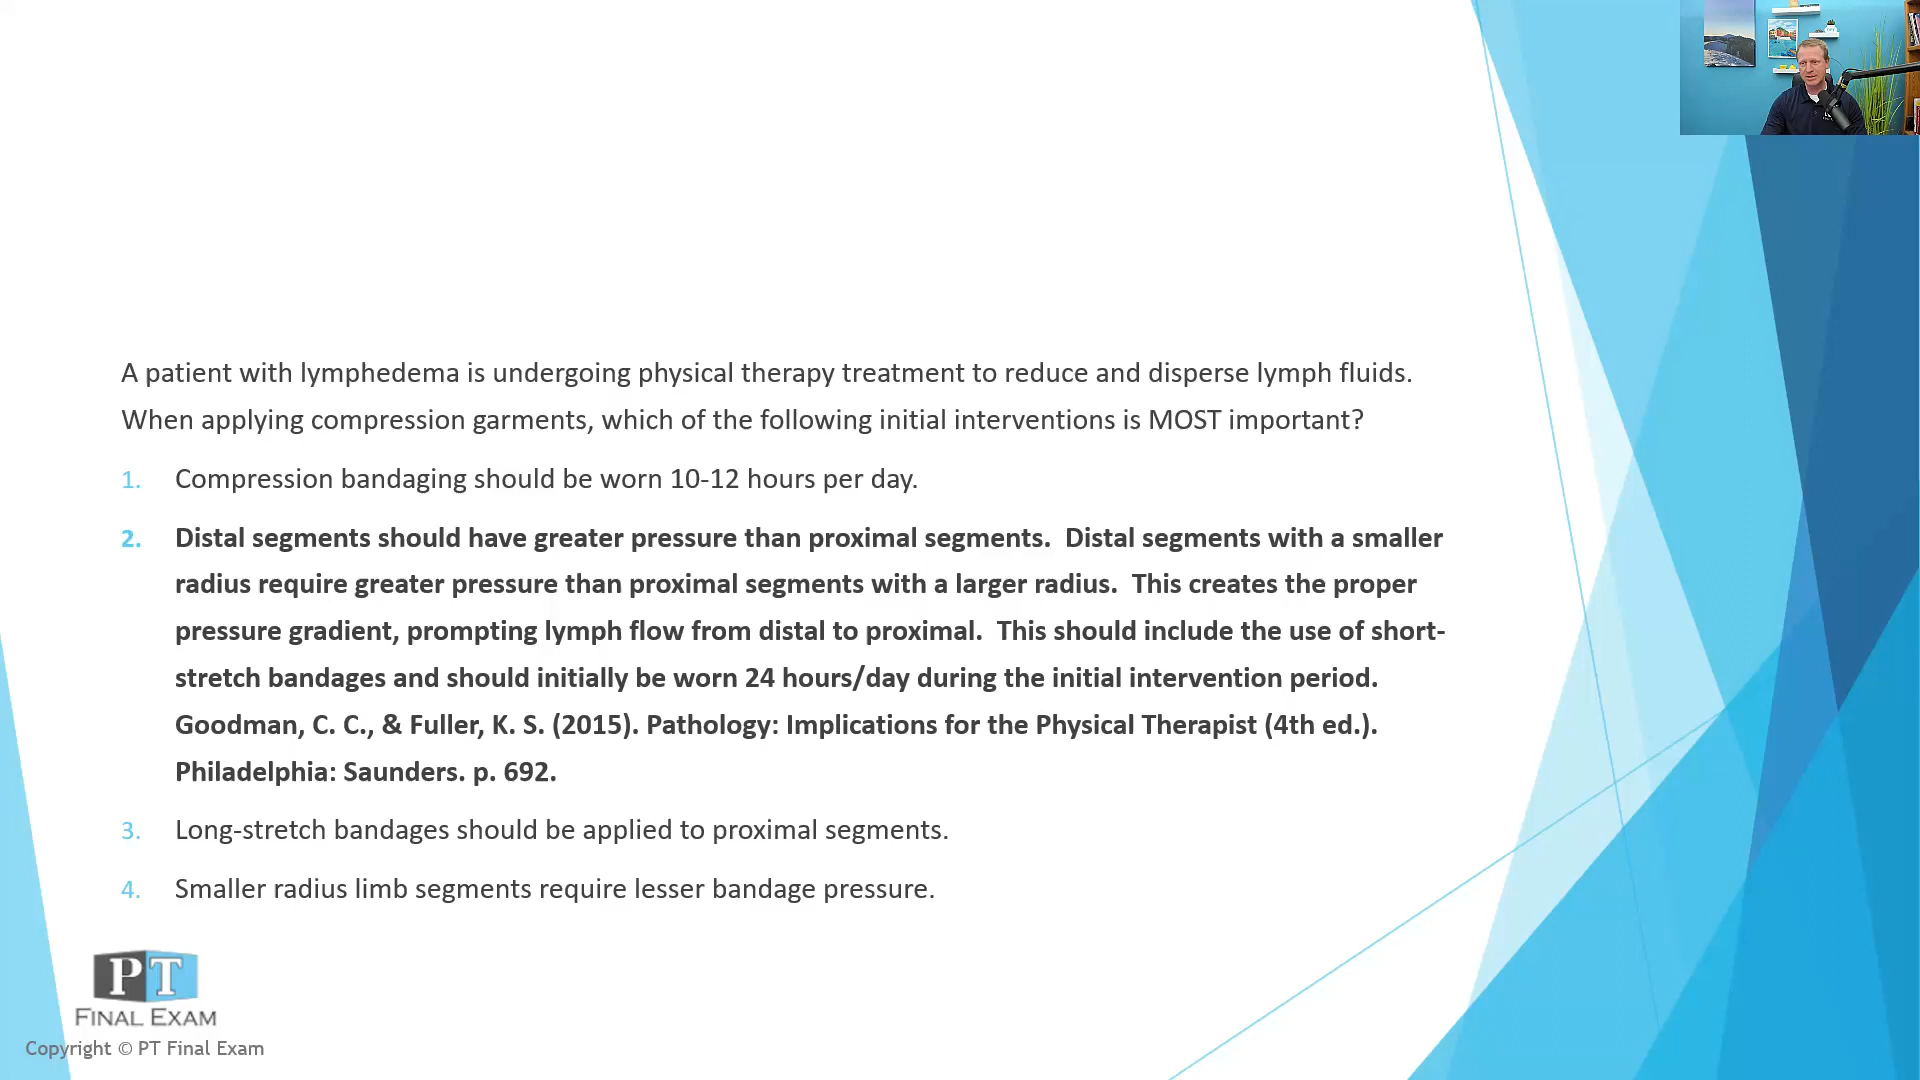 A patient with lymphedema is undergoing physical therapy treatment to reduce and disperse lymph fluids.
When applying compression garments, which of the following initial interventions is MOST important?
1. Compression bandaging should be worn 10-12 hours per day.
2. Distal segments should have greater pressure than proximal segments.  Distal segments with a smaller
radius require greater pressure than proximal segments with a larger radius.  This creates the proper
pressure gradient, prompting lymph flow from distal to proximal.  This should include the use of short-
stretch bandages and should initially be worn 24 hours/day during the initial intervention period.
Goodman, C. C., & Fuller, K. S. (2015). Pathology: Implications for the Physical Therapist (4th ed.).
Philadelphia: Saunders. p. 692.
3. Long-stretch bandages should be applied to proximal segments.
4. Smaller radius limb segments require lesser bandage pressure.
PT
FINAL EXAM
Copyright © PT Final Exam